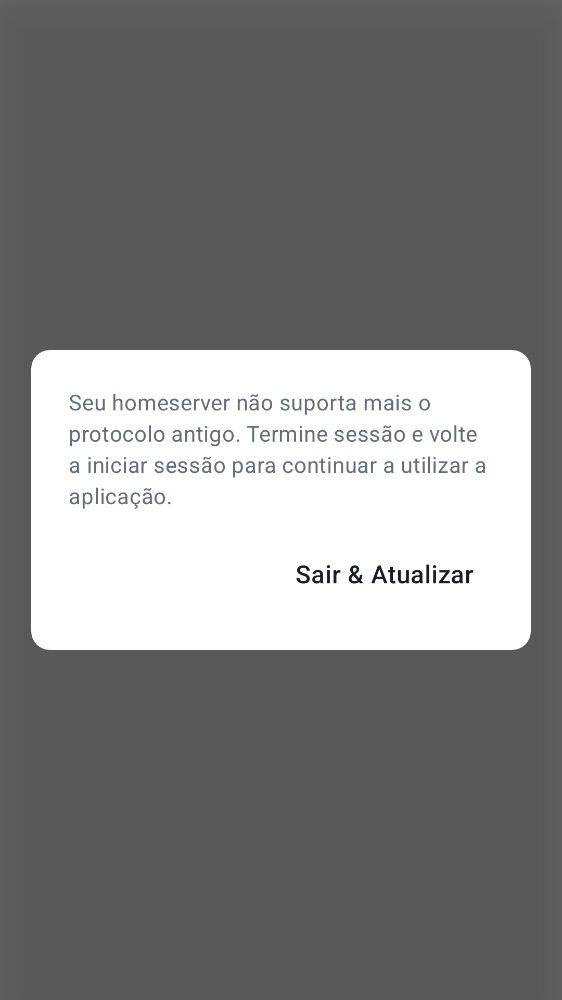 Seu homeserver não suporta mais o
protocolo antigo. Termine sessão e volte
a iniciar sessão para continuar a utilizar a
aplicação.
Sair & Atualizar